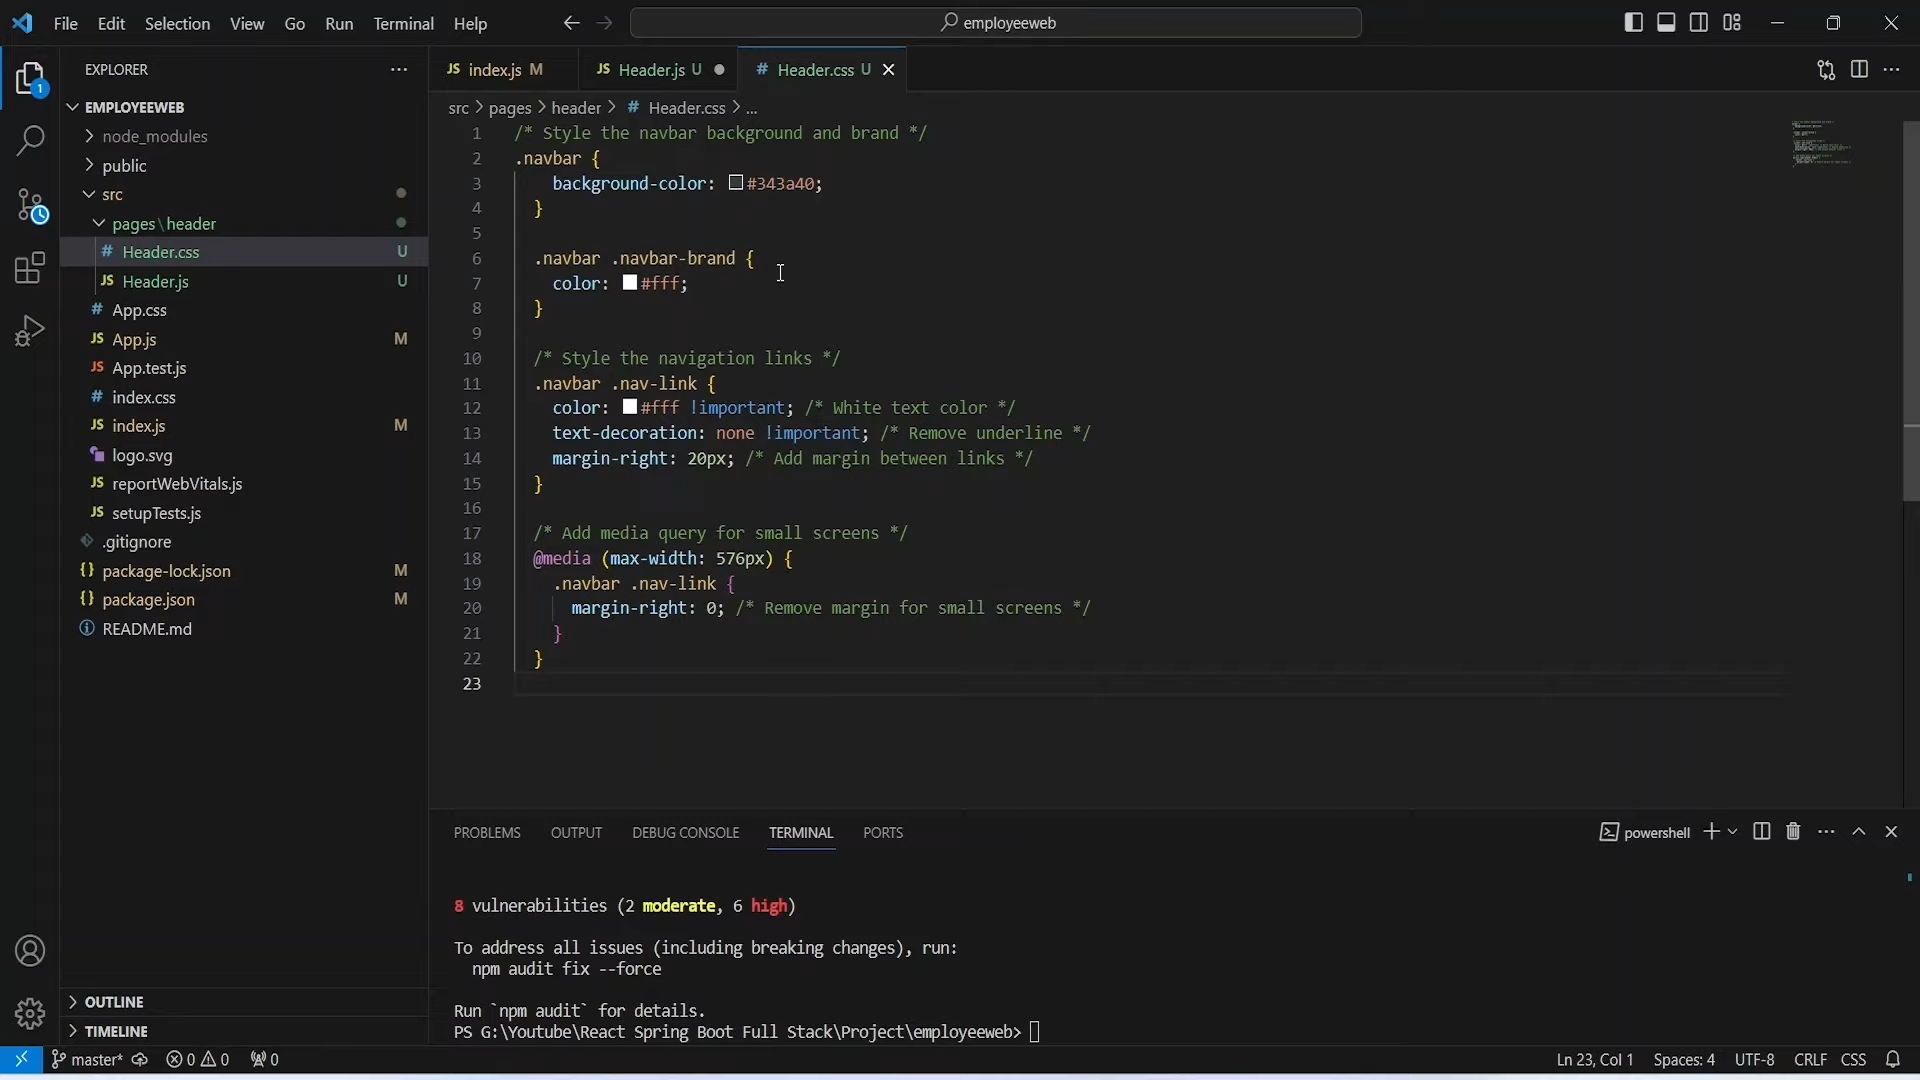 File Edit Selection View Go Run Terminal Help
employeeweb
EXPLORER
EMPLOYEEWEB
node_modules
public
src
pages\header
Header.css U
Header.js U
App.css
App.js M
App.test.js
index.css
index.js M
logo.svg
reportWebVitals.js
setupTests.js
.gitignore
package-lock.json M
package.json M
README.md
OUTLINE
TIMELINE
index.js M
Header.js U
Header.css U
src > pages > header > # Header.css > ...
1 /* Style the navbar background and brand */
2 .navbar {
3 background-color: #343a40;
4 }
5
6 .navbar .navbar-brand {
7 color: #fff;
8 }
9
10 /* Style the navigation links */
11 .navbar .nav-link {
12 color: #fff !important; /* White text color */
13 text-decoration: none !important; /* Remove underline */
14 margin-right: 20px; /* Add margin between links */
15 }
16
17 /* Add media query for small screens */
18 @media (max-width: 576px) {
19 .navbar .nav-link {
20 margin-right: 0; /* Remove margin for small screens */
21 }
22 }
23
PROBLEMS OUTPUT DEBUG CONSOLE TERMINAL PORTS
powershell
8 vulnerabilities (2 moderate, 6 high)
To address all issues (including breaking changes), run:
npm audit fix --force
Run `npm audit` for details.
PS G:\Youtube\React Spring Boot Full Stack\Project\employeeweb>
master* 0 0 0
Ln 23, Col 1 Spaces: 4 UTF-8 CRLF CSS